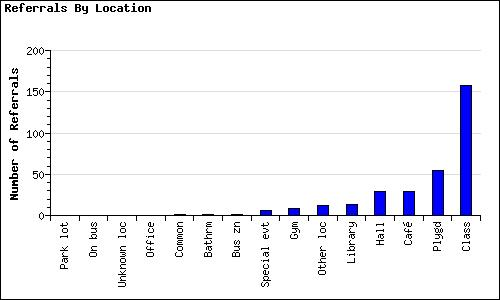 Referrals By Location
Number of Referrals
200
150
100
50
0
Park lot
On bus
Unknown loc
Office
Common
Bathrm
Bus zn
Special evt
Gym
Other loc
Library
Hall
Café
Plygd
Class